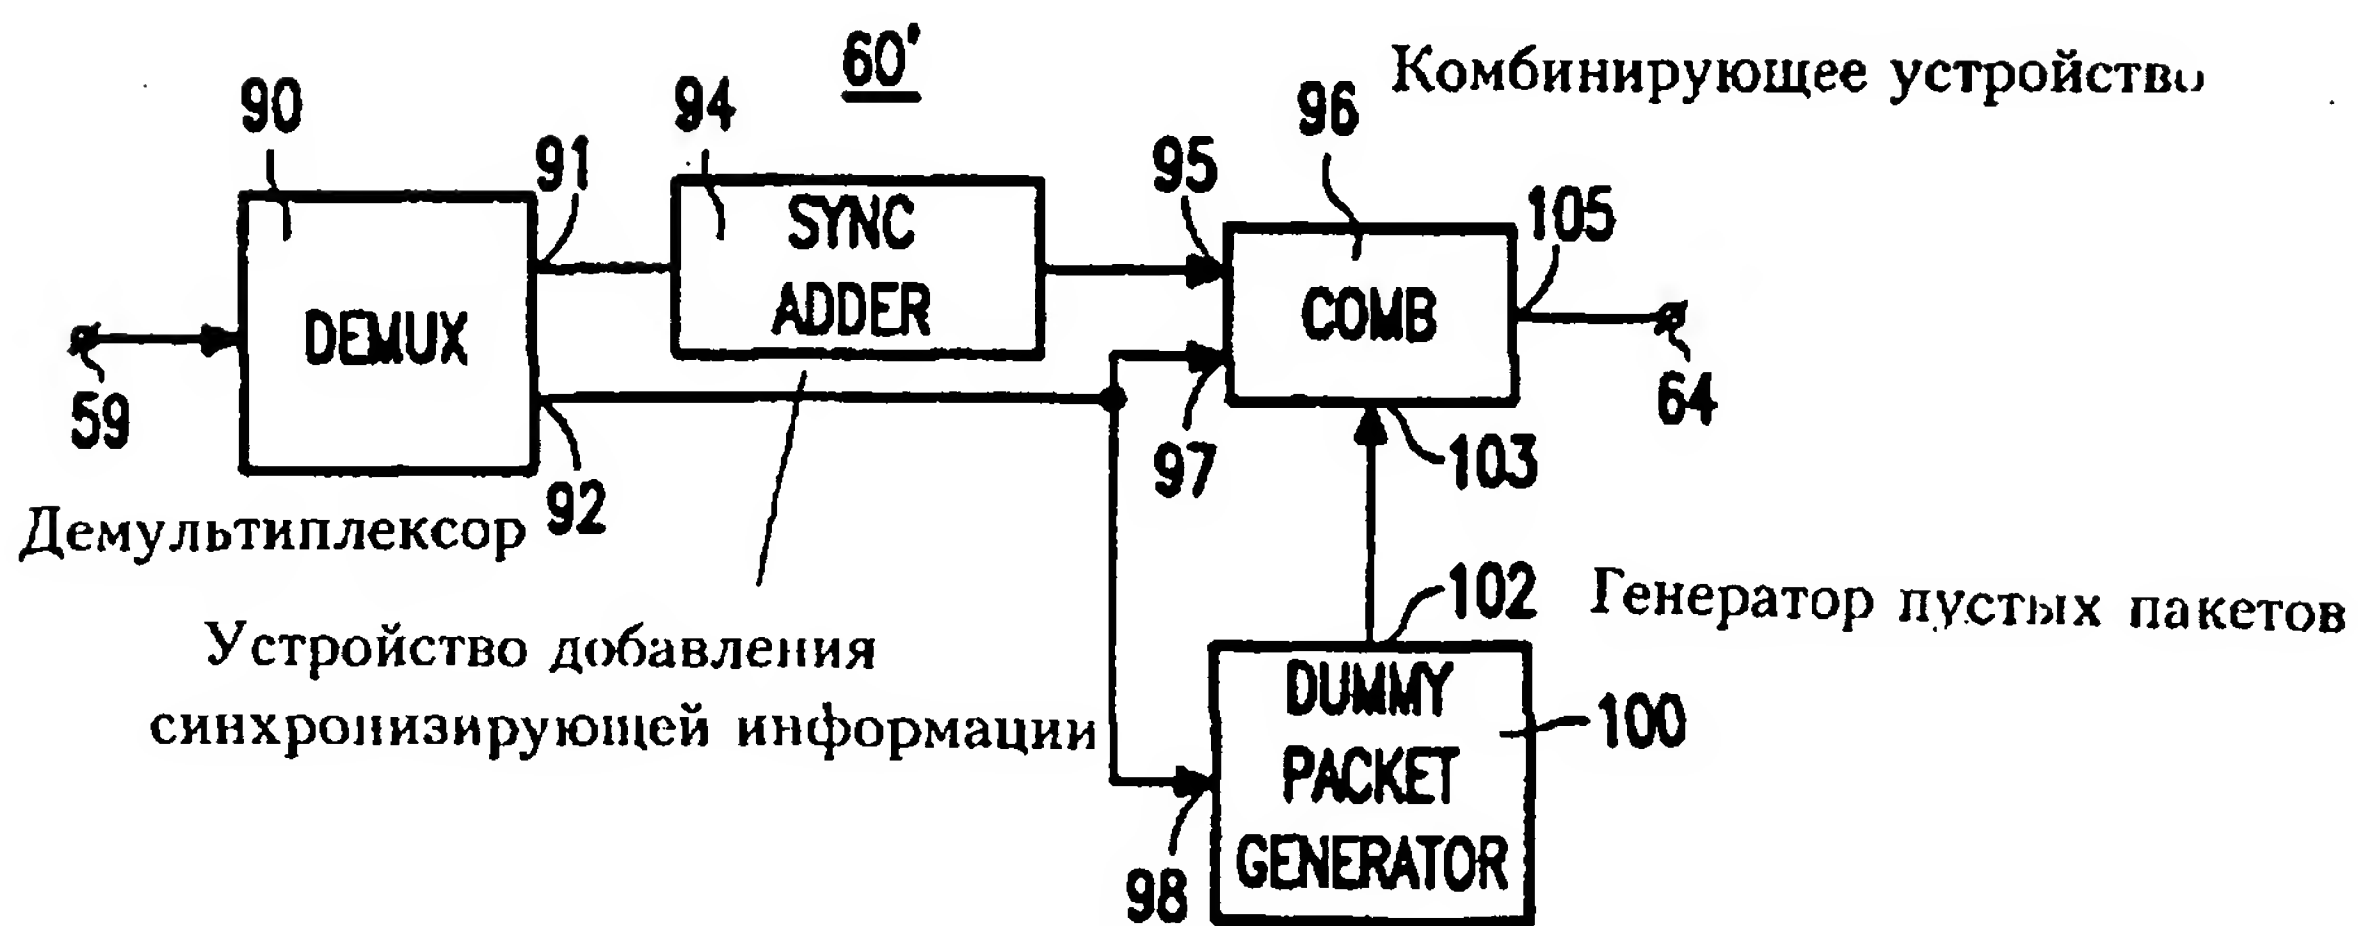 60'
Комбинирующее устройство
90
94
96
91
95
105
SYNC
ADDER
DEMUX
COMB
59
64
97
103
92
Демультиплексор
102
Генератор пустых пакетов
Устройство добавления
синхронизирующей информации
DUMMY
PACKET
GENERATOR
100
98